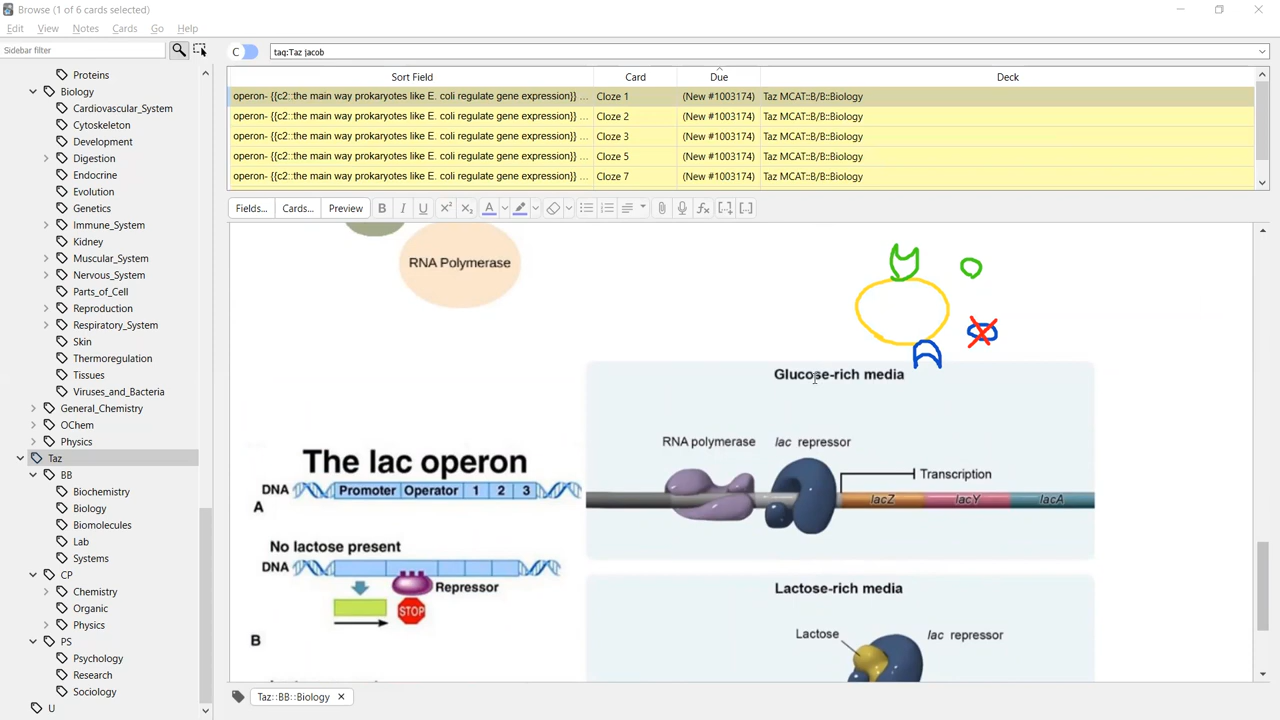 Browse (1 of 6 cards selected)
Edit View Notes Cards Go Help
Sidebar filter
C
tag:Taz jacob
Proteins
Biology
Cardiovascular_System
Cytoskeleton
Development
Digestion
Endocrine
Evolution
Genetics
Immune_System
Kidney
Muscular_System
Nervous_System
Parts_of_Cell
Reproduction
Respiratory_System
Skin
Thermoregulation
Tissues
Viruses_and_Bacteria
General_Chemistry
OChem
Physics
Taz
BB
Biochemistry
Biology
Biomolecules
Lab
Systems
CP
Chemistry
Organic
Physics
PS
Psychology
Research
Sociology
U
Sort Field Card Due Deck
operon- {{c2::the main way prokaryotes like E. coli regulate gene expression}} ... Cloze 1 (New #1003174) Taz MCAT::B/B::Biology
operon- {{c2::the main way prokaryotes like E. coli regulate gene expression}} ... Cloze 2 (New #1003174) Taz MCAT::B/B::Biology
operon- {{c2::the main way prokaryotes like E. coli regulate gene expression}} ... Cloze 3 (New #1003174) Taz MCAT::B/B::Biology
operon- {{c2::the main way prokaryotes like E. coli regulate gene expression}} ... Cloze 5 (New #1003174) Taz MCAT::B/B::Biology
operon- {{c2::the main way prokaryotes like E. coli regulate gene expression}} ... Cloze 7 (New #1003174) Taz MCAT::B/B::Biology
Fields... Cards... Preview B I U X² X₂ A
RNA Polymerase
The lac operon
DNA Promoter Operator 1 2 3
A
No lactose present
DNA
Repressor
STOP
B
Glucose-rich media
RNA polymerase lac repressor
Transcription
lacZ lacY lacA
Lactose-rich media
Lactose lac repressor
Taz::BB::Biology